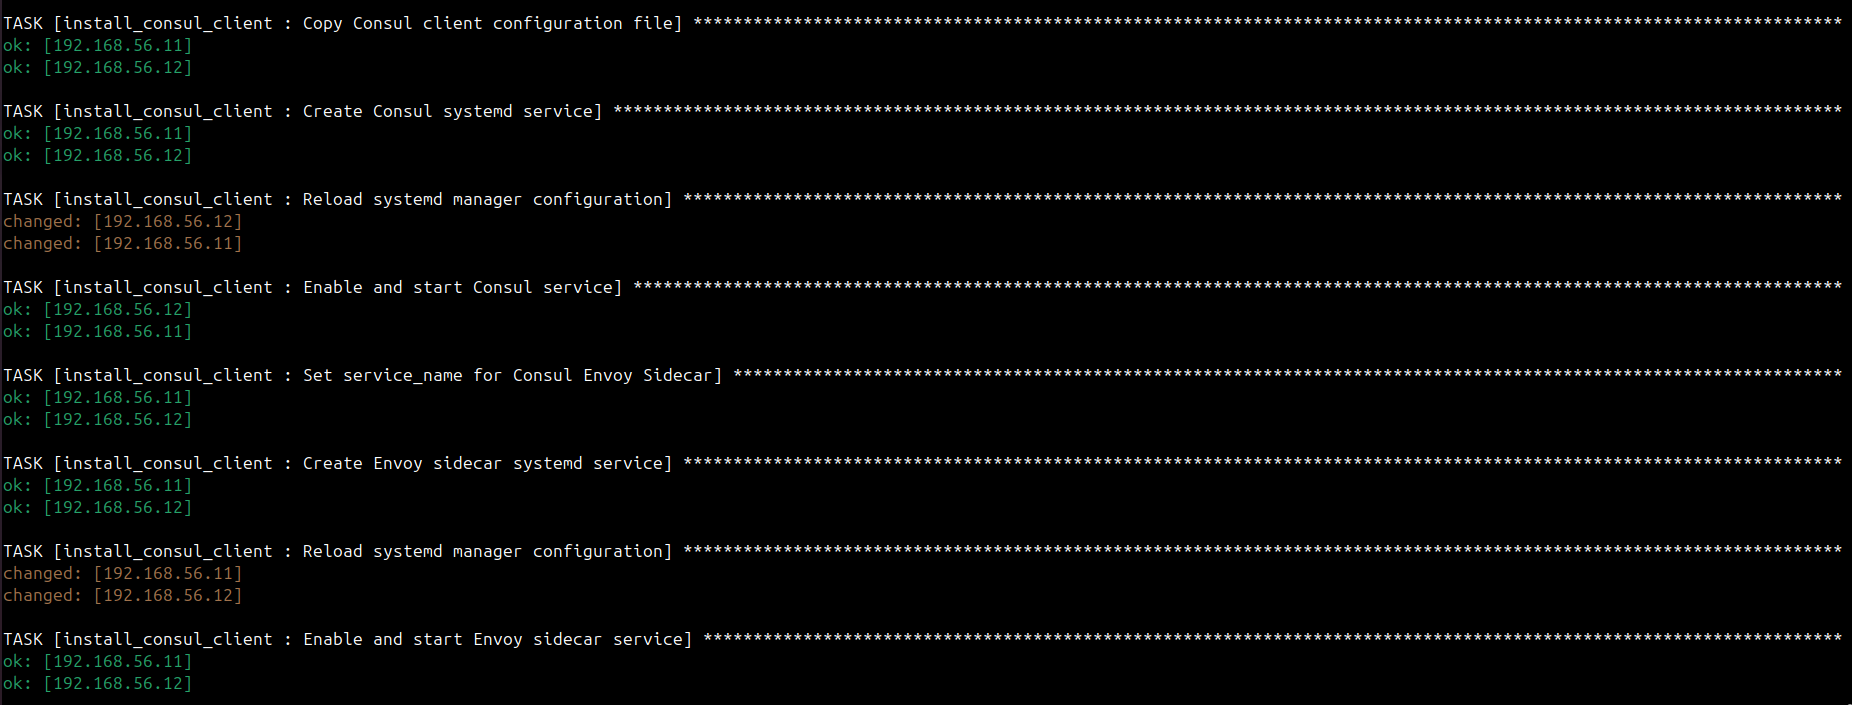 TASK [install_consul_client : Copy Consul client configuration file] *******************************************************************************************************************
ok: [192.168.56.11]
ok: [192.168.56.12]
TASK [install_consul_client : Create Consul systemd service] ***************************************************************************************************************************
ok: [192.168.56.11]
ok: [192.168.56.12]
TASK [install_consul_client : Reload systemd manager configuration] ********************************************************************************************************************
changed: [192.168.56.12]
changed: [192.168.56.11]
TASK [install_consul_client : Enable and start Consul service] *************************************************************************************************************************
ok: [192.168.56.12]
ok: [192.168.56.11]
TASK [install_consul_client : Set service_name for Consul Envoy Sidecar] ***************************************************************************************************************
ok: [192.168.56.11]
ok: [192.168.56.12]
TASK [install_consul_client : Create Envoy sidecar systemd service] ********************************************************************************************************************
ok: [192.168.56.11]
ok: [192.168.56.12]
TASK [install_consul_client : Reload systemd manager configuration] ********************************************************************************************************************
changed: [192.168.56.11]
changed: [192.168.56.12]
TASK [install_consul_client : Enable and start Envoy sidecar service] ******************************************************************************************************************
ok: [192.168.56.11]
ok: [192.168.56.12]